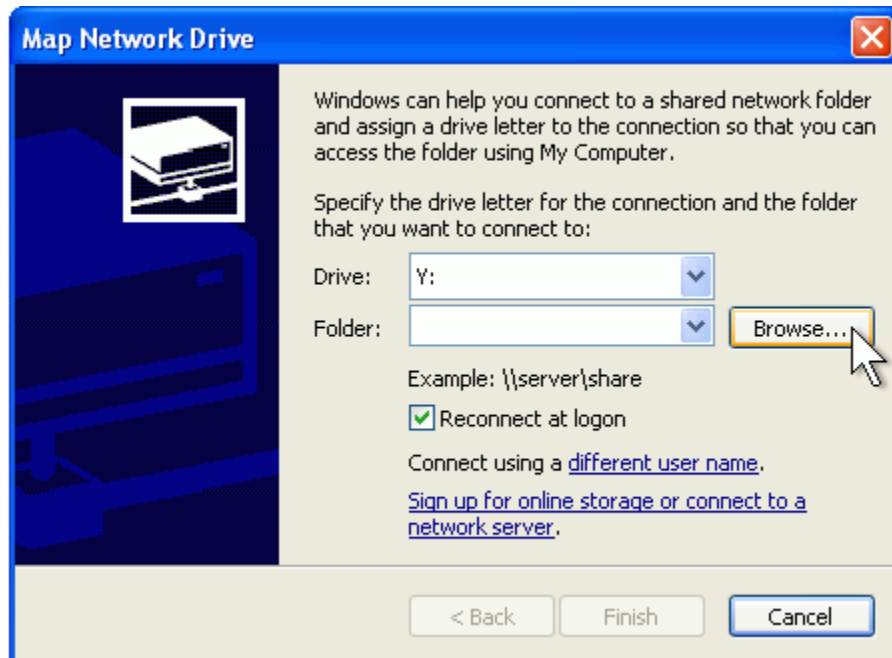 Map Network Drive
Windows can help you connect to a shared network folder
and assign a drive letter to the connection so that you can
access the folder using My Computer.
Specify the drive letter for the connection and the folder
that you want to connect to:
Drive: Y:
Folder: Browse...
Example: \\server\share
Reconnect at logon
Connect using a different user name.
Sign up for online storage or connect to a
network server.
< Back Finish Cancel